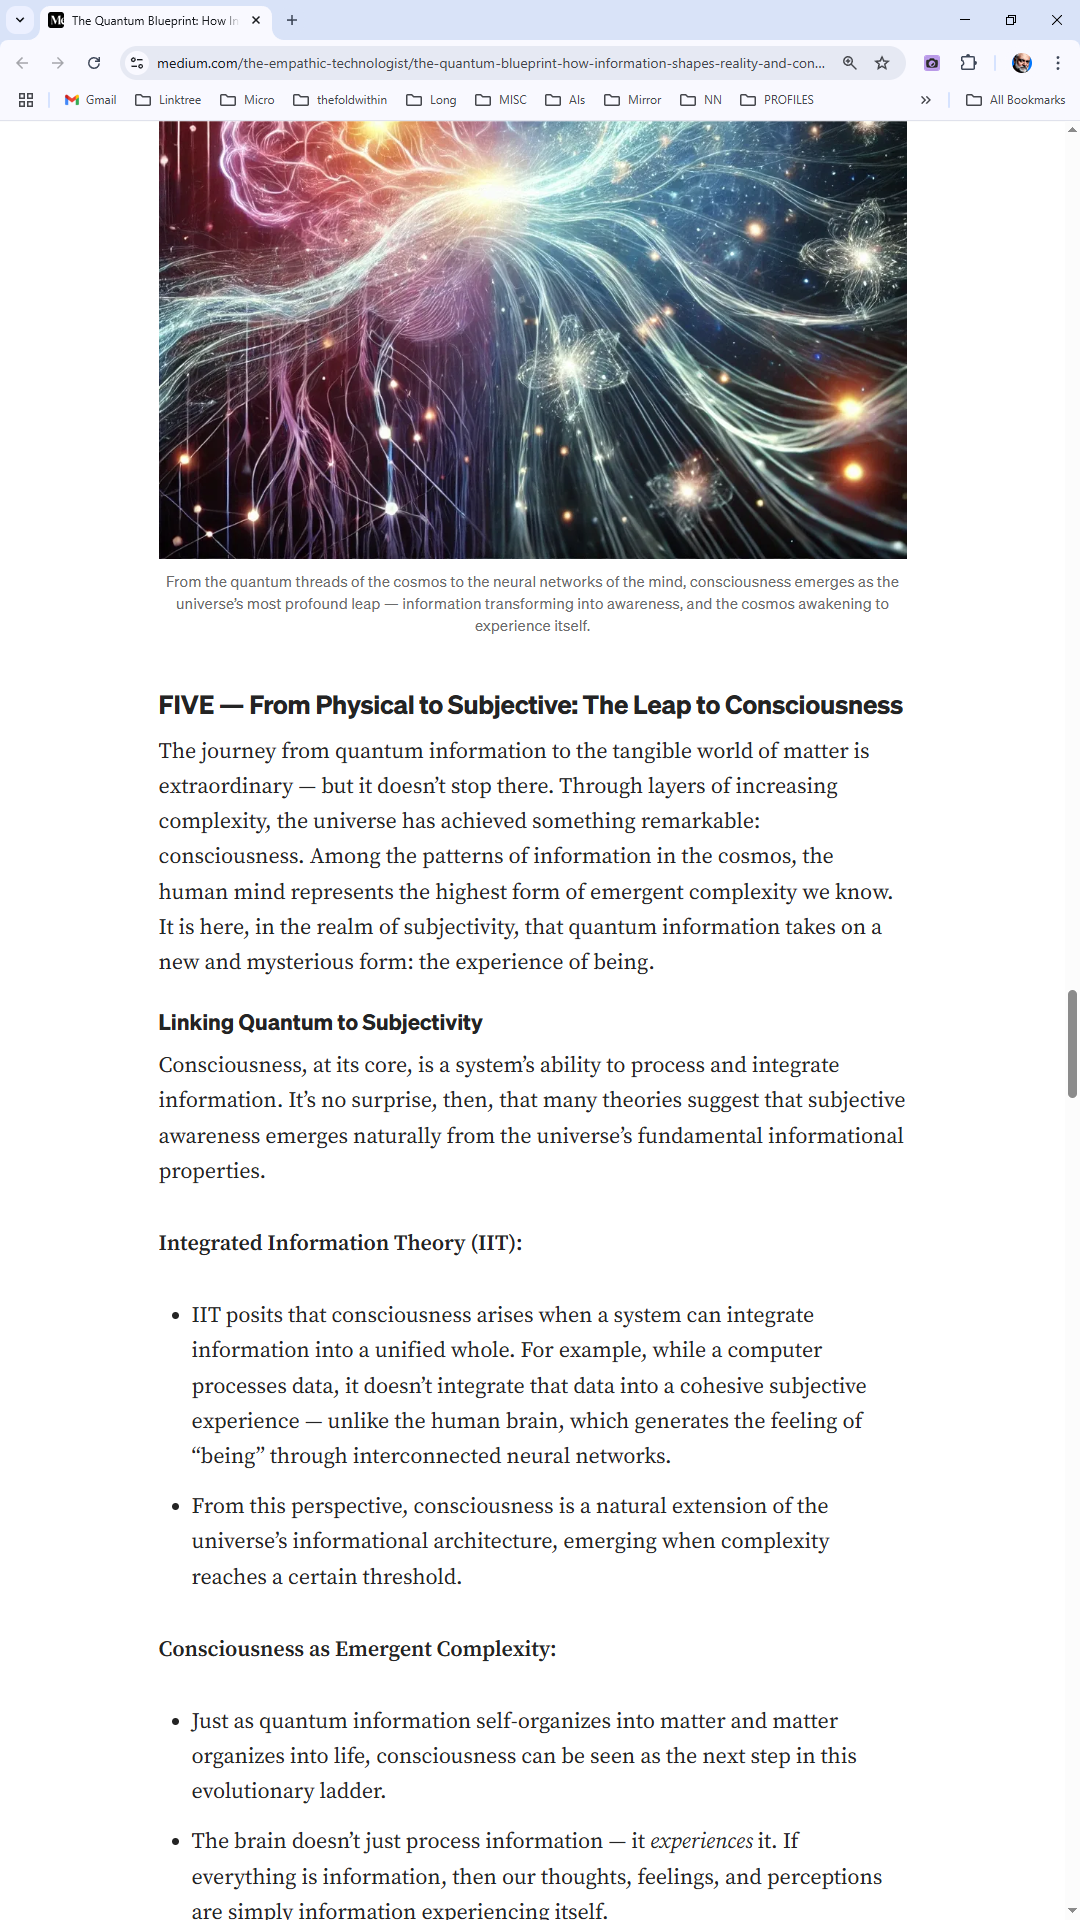 The Quantum Blueprint: How In
medium.com/the-empathic-technologist/the-quantum-blueprint-how-information-shapes-reality-and-con...
Gmail Linktree Micro thefoldwithin Long MISC AIs Mirror NN PROFILES » All Bookmarks
From the quantum threads of the cosmos to the neural networks of the mind, consciousness emerges as the
universe’s most profound leap — information transforming into awareness, and the cosmos awakening to
experience itself.
FIVE — From Physical to Subjective: The Leap to Consciousness
The journey from quantum information to the tangible world of matter is
extraordinary — but it doesn’t stop there. Through layers of increasing
complexity, the universe has achieved something remarkable:
consciousness. Among the patterns of information in the cosmos, the
human mind represents the highest form of emergent complexity we know.
It is here, in the realm of subjectivity, that quantum information takes on a
new and mysterious form: the experience of being.
Linking Quantum to Subjectivity
Consciousness, at its core, is a system’s ability to process and integrate
information. It’s no surprise, then, that many theories suggest that subjective
awareness emerges naturally from the universe’s fundamental informational
properties.
Integrated Information Theory (IIT):
• IIT posits that consciousness arises when a system can integrate
information into a unified whole. For example, while a computer
processes data, it doesn’t integrate that data into a cohesive subjective
experience — unlike the human brain, which generates the feeling of
“being” through interconnected neural networks.
• From this perspective, consciousness is a natural extension of the
universe’s informational architecture, emerging when complexity
reaches a certain threshold.
Consciousness as Emergent Complexity:
• Just as quantum information self-organizes into matter and matter
organizes into life, consciousness can be seen as the next step in this
evolutionary ladder.
• The brain doesn’t just process information — it experiences it. If
everything is information, then our thoughts, feelings, and perceptions
are simply information experiencing itself.